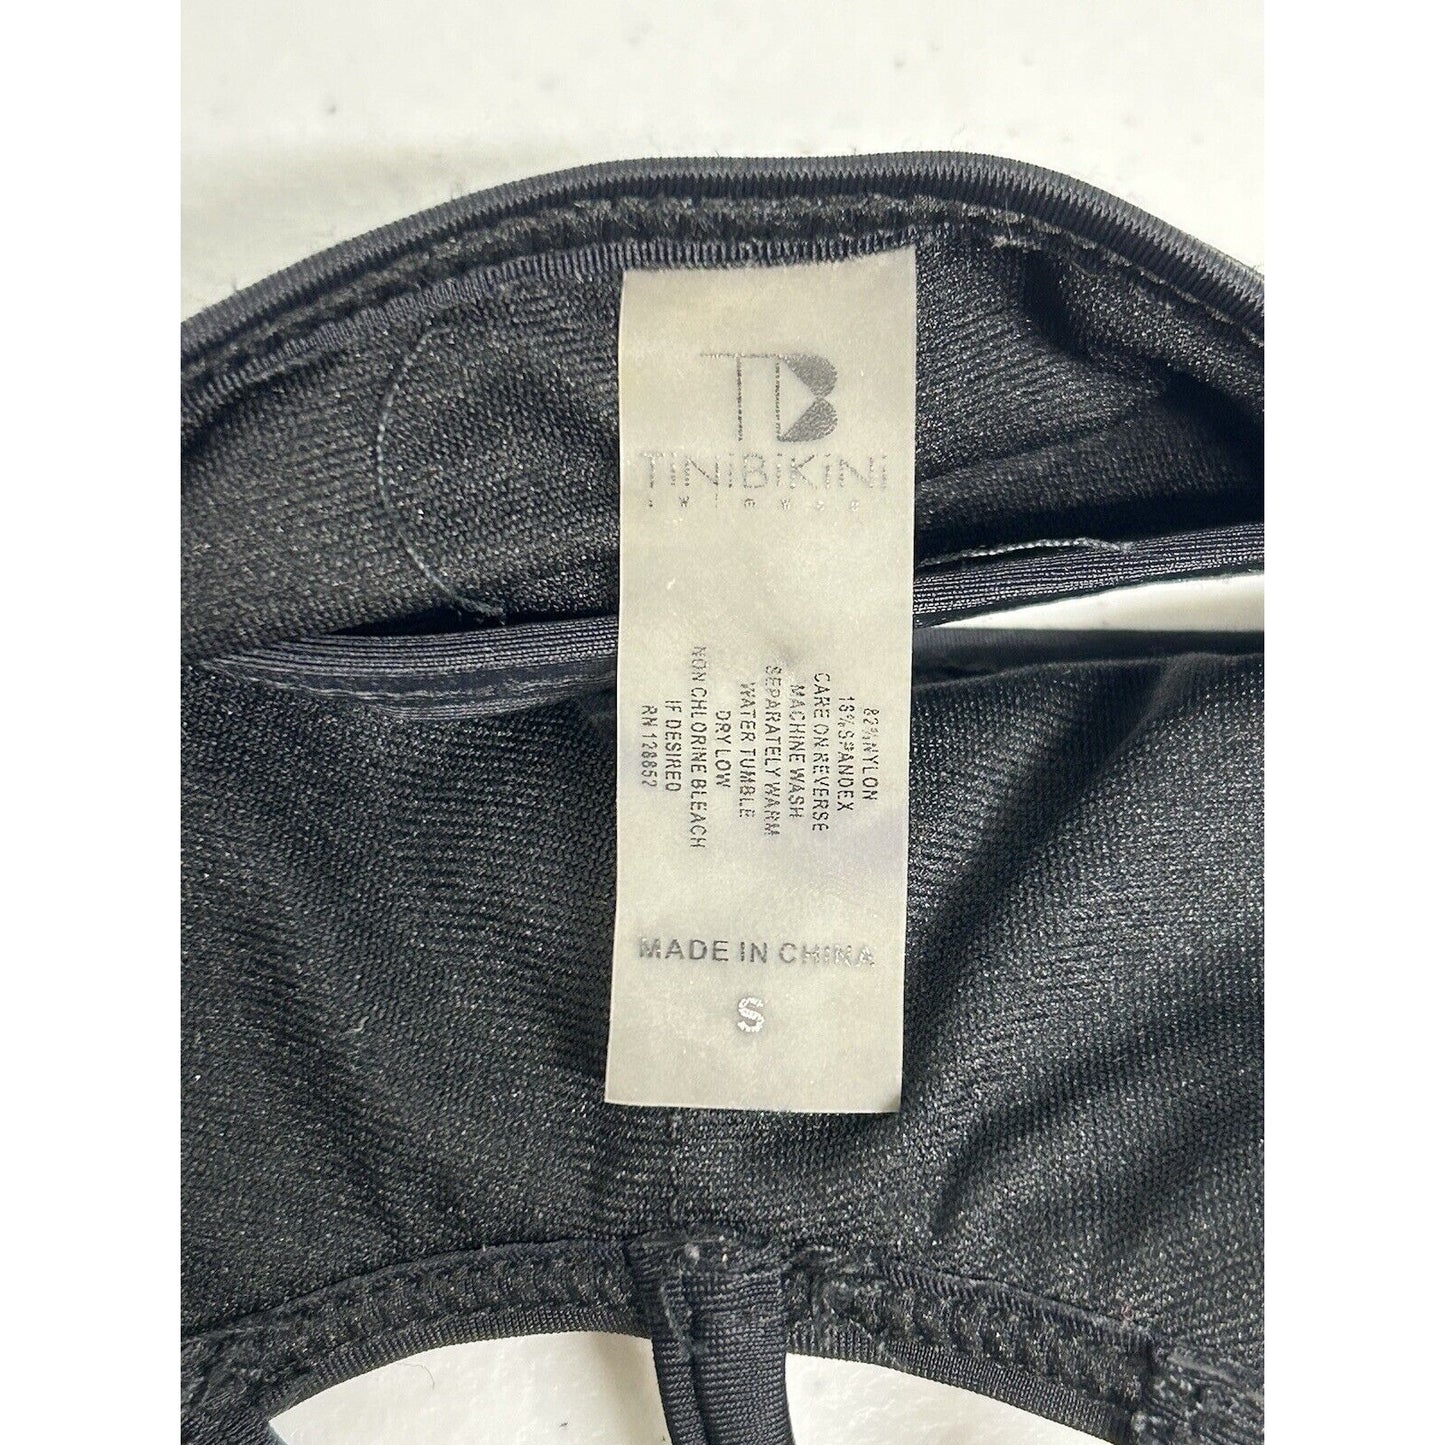 TB
TINIBIKINI
82% NYLON
18% SPANDEX
CARE ON REVERSE
MACHINE WASH
SEPARATELY WARM
WATER TUMBLE
DRY LOW
NON CHLORINE BLEACH
IF DESIRED
RN 128852
MADE IN CHINA
S